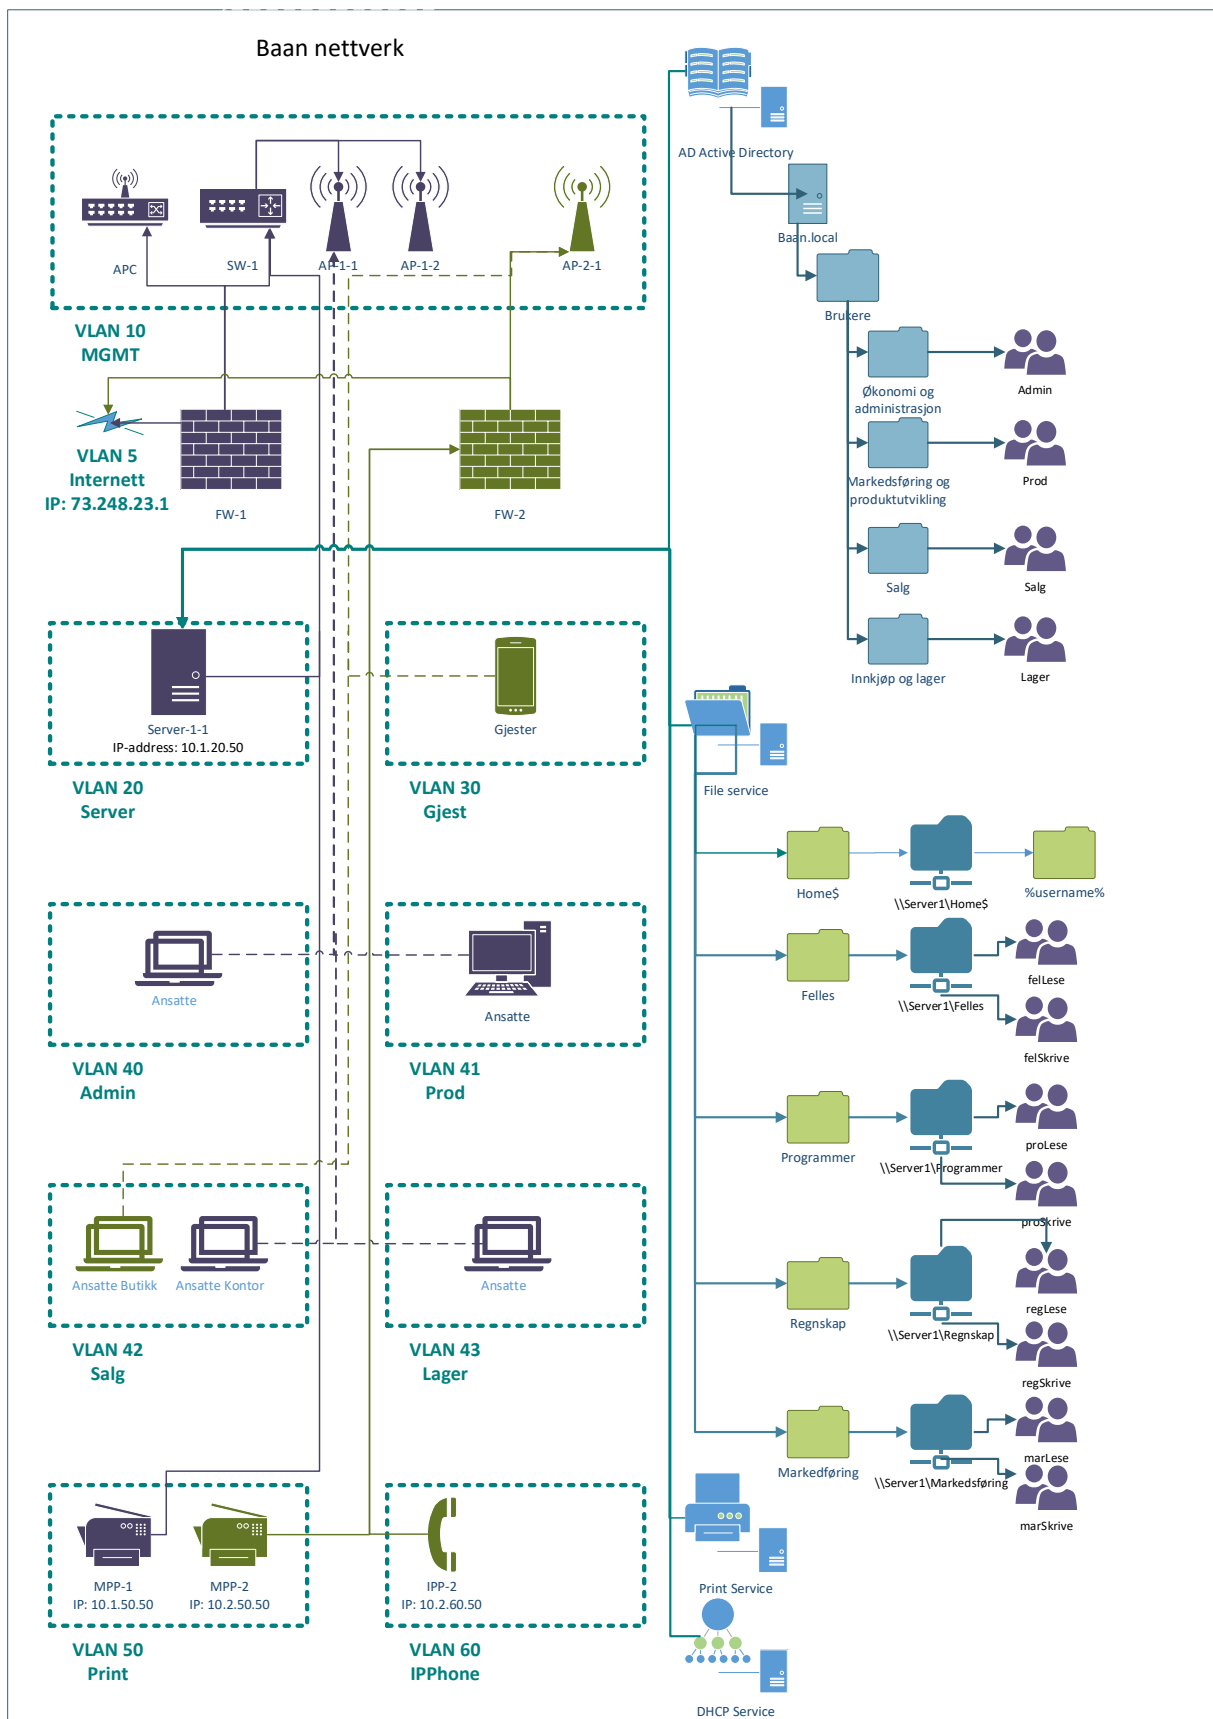 Baan nettverk
APC
SW-1
AP-1-1
AP-1-2
AP-2-1
VLAN 10
MGMT
VLAN 5
Internett
IP: 73.248.23.1
FW-1
FW-2
Server-1-1
IP-address: 10.1.20.50
VLAN 20
Server
Gjester
VLAN 30
Gjest
Ansatte
VLAN 40
Admin
Ansatte
VLAN 41
Prod
Ansatte Butikk
Ansatte Kontor
VLAN 42
Salg
Ansatte
VLAN 43
Lager
MPP-1
IP: 10.1.50.50
MPP-2
IP: 10.2.50.50
VLAN 50
Print
IPP-2
IP: 10.2.60.50
VLAN 60
IPPhone
AD Active Directory
Baan.local
Brukere
Økonomi og
administrasjon
Admin
Markedsføring og
produktutvikling
Prod
Salg
Salg
Innkjøp og lager
Lager
File service
Home$
\\Server1\Home$
%username%
Felles
\\Server1\Felles
felLese
felSkrive
Programmer
\\Server1\Programmer
proLese
proSkrive
Regnskap
\\Server1\Regnskap
regLese
regSkrive
Markedføring
\\Server1\Markedsføring
marLese
marSkrive
Print Service
DHCP Service